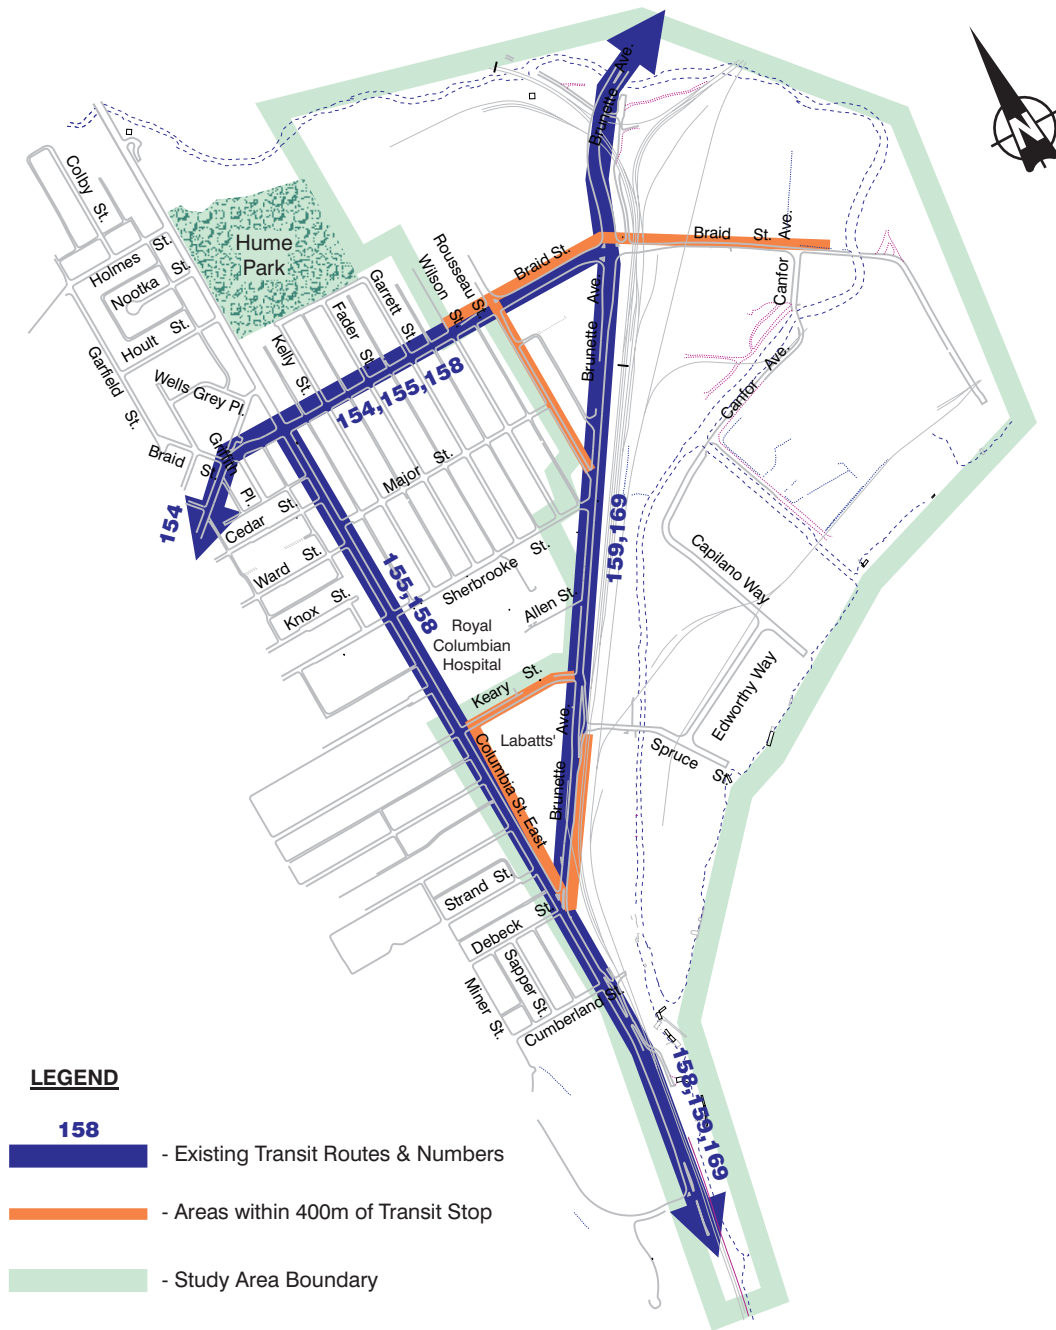 Brunette Ave.
N
Colby St.
Hume
Park
Holmes St.
Nootka St.
Hoult St.
Garfield St.
Wells Grey Pl.
Braid St.
Griffith Pl.
Kelly St.
Fader St.
Garrett St.
Wilson St.
Rousseau St.
Braid St.
Braid St.
Canfor Ave.
Canfor Ave.
Brunette Ave.
154,155,158
154
Cedar St.
Ward St.
Knox St.
Major St.
155,158
Sherbrooke St.
Allen St.
159,169
Royal
Columbian
Hospital
Keary St.
Capilano Way
Edworthy Way
Spruce St.
Labatts'
Columbia St. East
Brunette Ave.
Strand St.
Debeck St.
Sapper St.
Miner St.
Cumberland St.
158,159,169
LEGEND
158
- Existing Transit Routes & Numbers
- Areas within 400m of Transit Stop
- Study Area Boundary